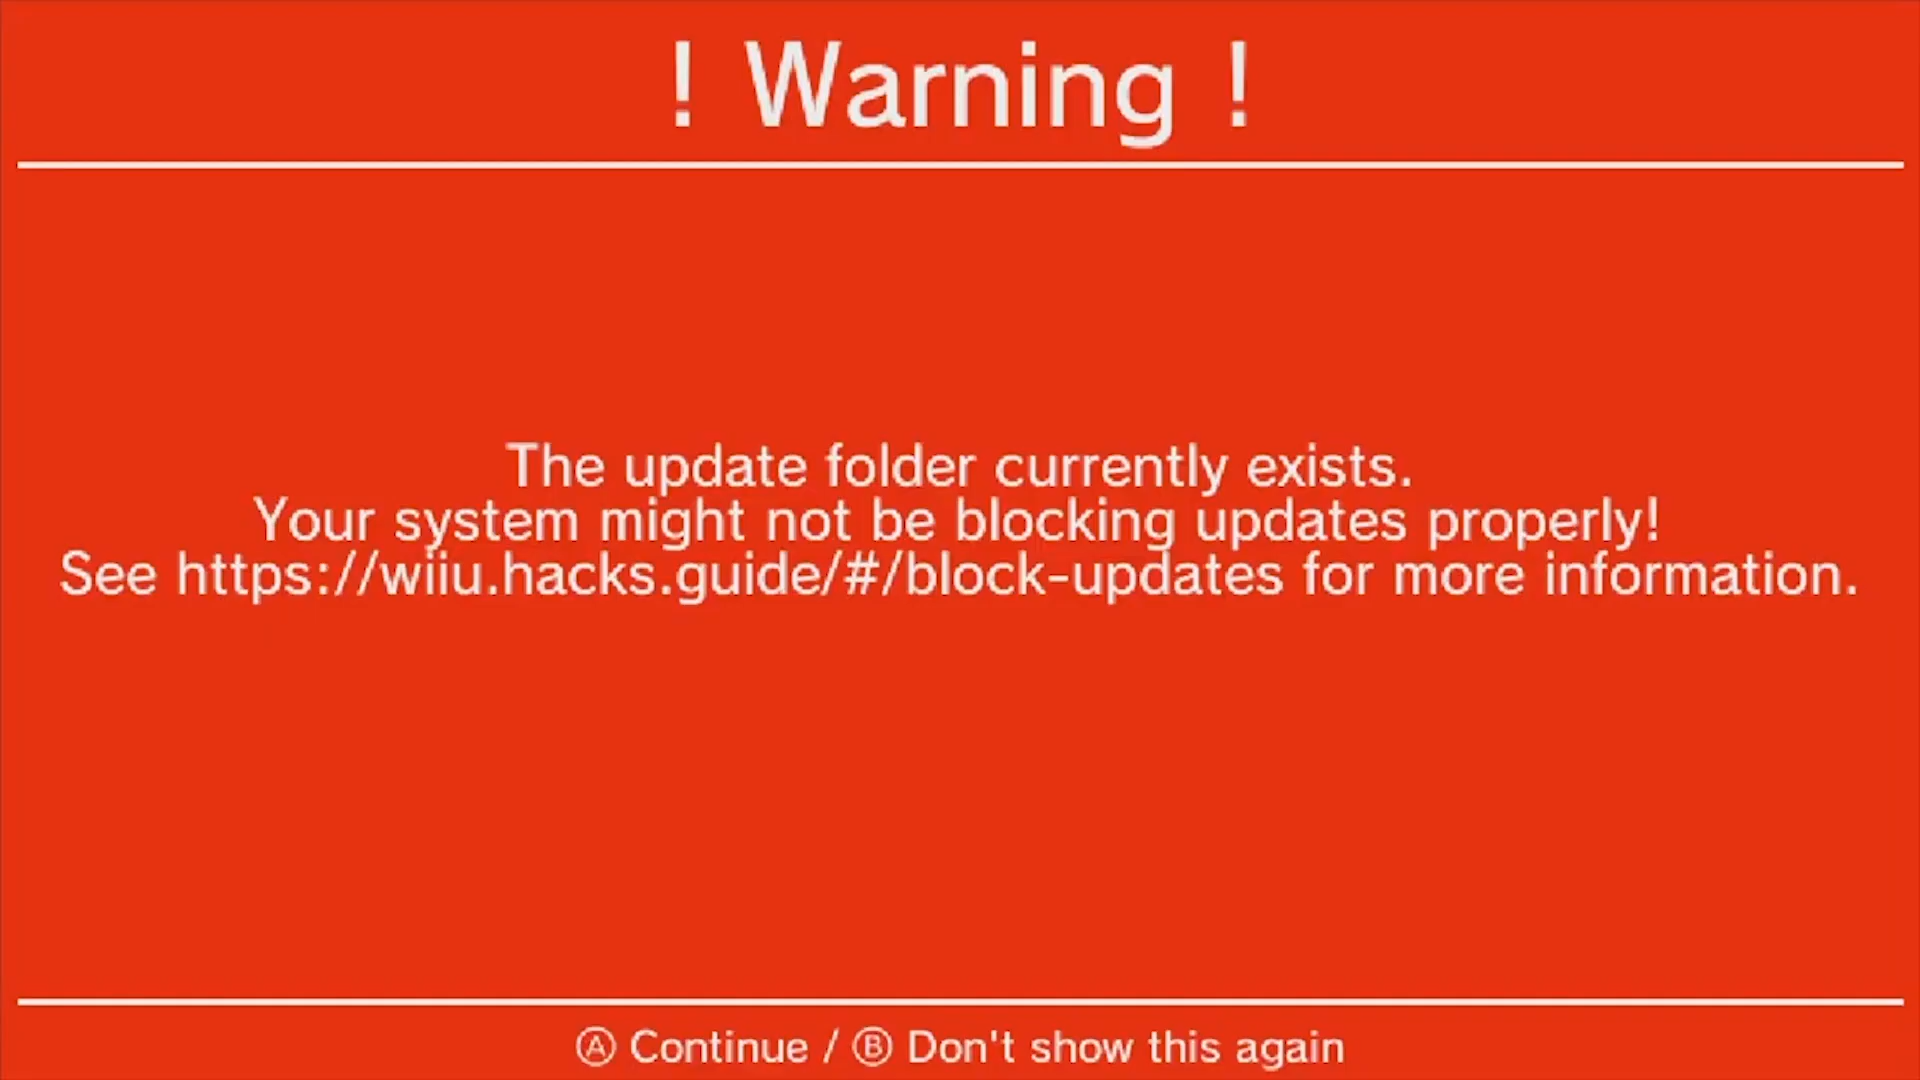 ! Warning !
The update folder currently exists.
Your system might not be blocking updates properly!
See https://wiiu.hacks.guide/#/block-updates for more information.
Ⓐ Continue / Ⓑ Don't show this again